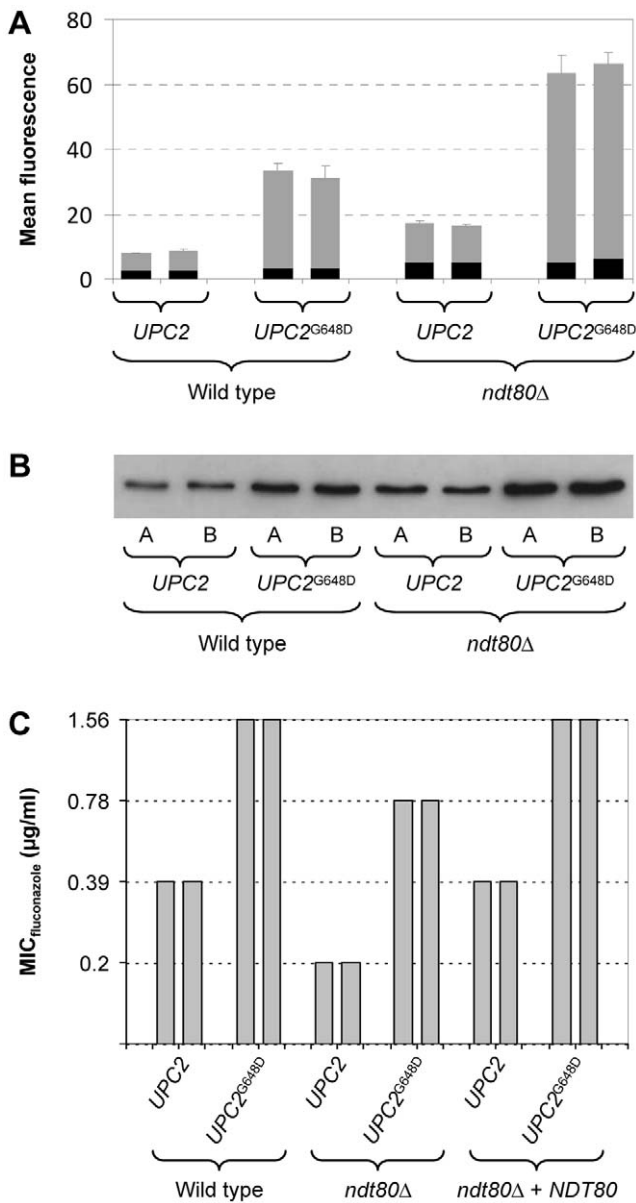 A
Mean fluorescence
80
60
40
20
0
UPC2
UPC2G648D
UPC2
UPC2G648D
Wild type
ndt80Δ
B
A B A B A B A B
UPC2
UPC2G648D
UPC2
UPC2G648D
Wild type
ndt80Δ
C
MICfluconazole (µg/ml)
1.56
0.78
0.39
0.2
UPC2
UPC2G648D
UPC2
UPC2G648D
UPC2
UPC2G648D
Wild type
ndt80Δ
ndt80Δ + NDT80